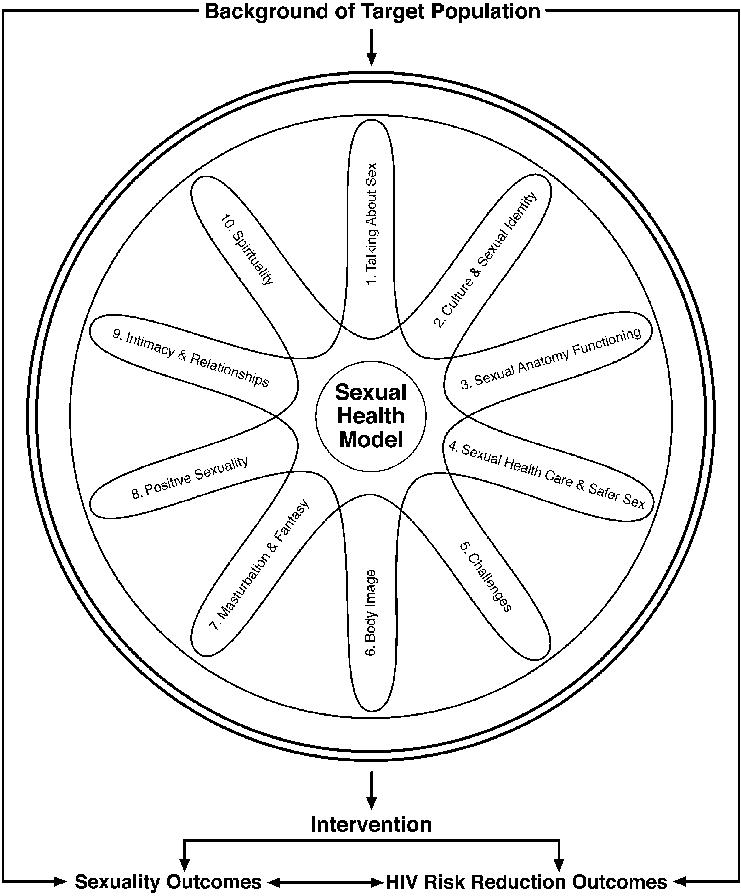 Background of Target Population
1. Talking About Sex
2. Culture & Sexual Identity
3. Sexual Anatomy Functioning
4. Sexual Health Care & Safer Sex
5. Challenges
6. Body Image
7. Masturbation & Fantasy
8. Positive Sexuality
9. Intimacy & Relationships
10. Spirituality
Sexual
Health
Model
Intervention
Sexuality Outcomes
HIV Risk Reduction Outcomes